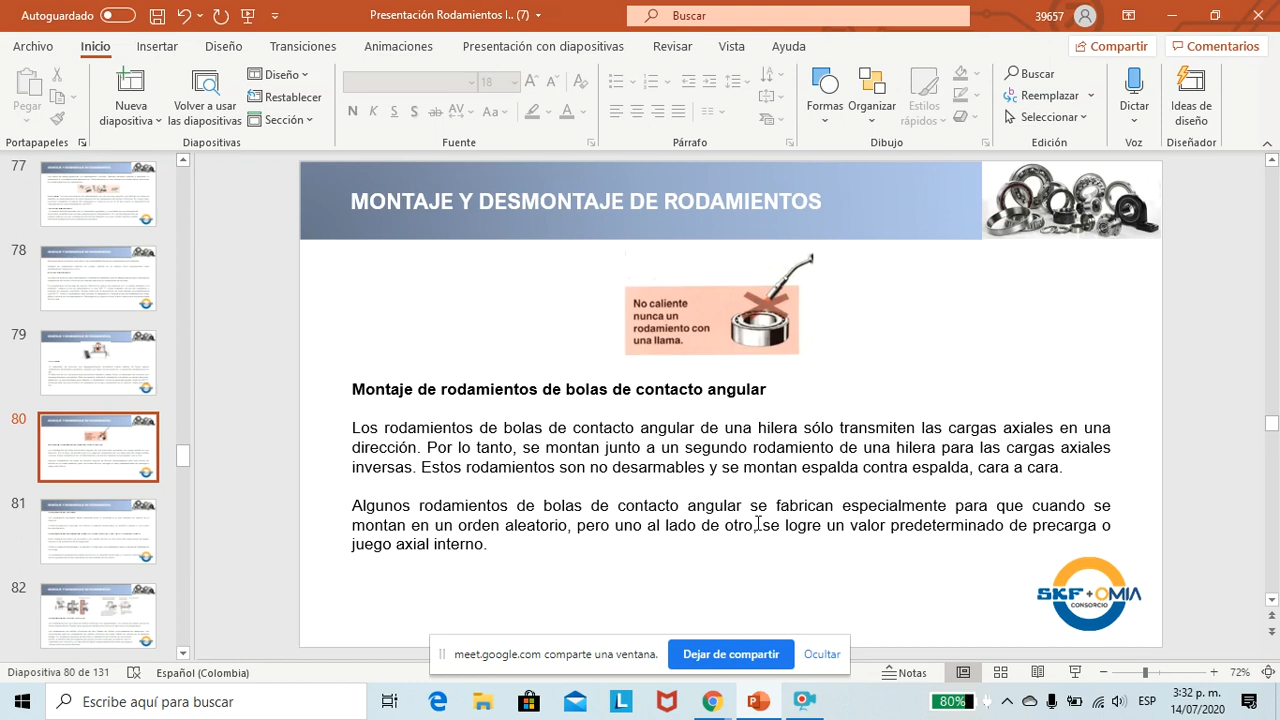 Autoguardado
Presentación Rodamientos I.. (7)
Buscar
39657
Archivo
Inicio
Insertar
Diseño
Transiciones
Animaciones
Presentación con diapositivas
Revisar
Vista
Ayuda
Compartir
Comentarios
Pegar
Nueva
diapositiva
Volver a usar
las diapositivas
Diseño
Restablecer
Sección
18
N K S S ab AV Aa A
Formas
Organizar
Estilos
rápidos
Buscar
Reemplazar
Seleccionar
Dictar
Ideas de
diseño
Portapapeles
Diapositivas
Fuente
Párrafo
Dibujo
Edición
Voz
Diseñador
77
78
79
80
81
82
MONTAJE Y DESMONTAJE DE RODAMIENTOS
No caliente
nunca un
rodamiento con
una llama.
Montaje de rodamientos de bolas de contacto angular
Los rodamientos de bolas de contacto angular de una hilera sólo transmiten las cargas axiales en una
dirección. Por lo tanto, se montan junto a un segundo rodamiento de una hilera para las cargas axiales
inversas. Estos rodamientos son no desarmables y se montan espalda contra espalda, cara a cara.
Algunos rodamientos de bolas de contacto angular se fabrican especialmente para que cuando se
montan en un orden aleatorio, pero uno al lado de otro, se logre un valor predeterminado de precarga o
juego axial interno.
SKF + OMIA
CONSORCIO
meet.google.com comparte una ventana.
Dejar de compartir
Ocultar
Diapositiva 80 de 131
Español (Colombia)
Notas
72%
Escribe aquí para buscar
80%
ESP
3:32 p. m.
14/07/2020